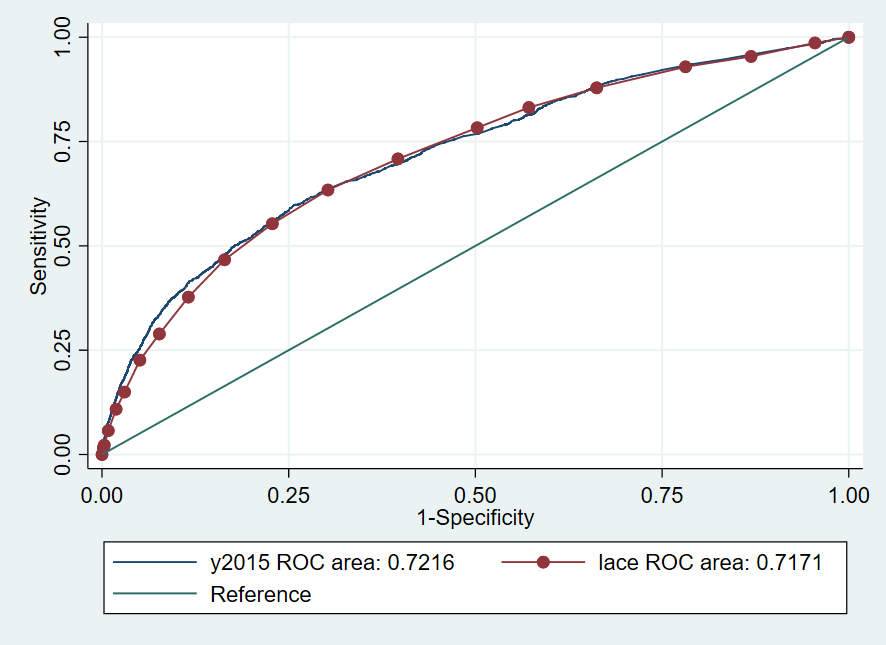 1.00
0.75
0.50
0.25
0.00
Sensitivity
0.00 0.25 0.50 0.75 1.00
1-Specificity
y2015 ROC area: 0.7216 lace ROC area: 0.7171
Reference